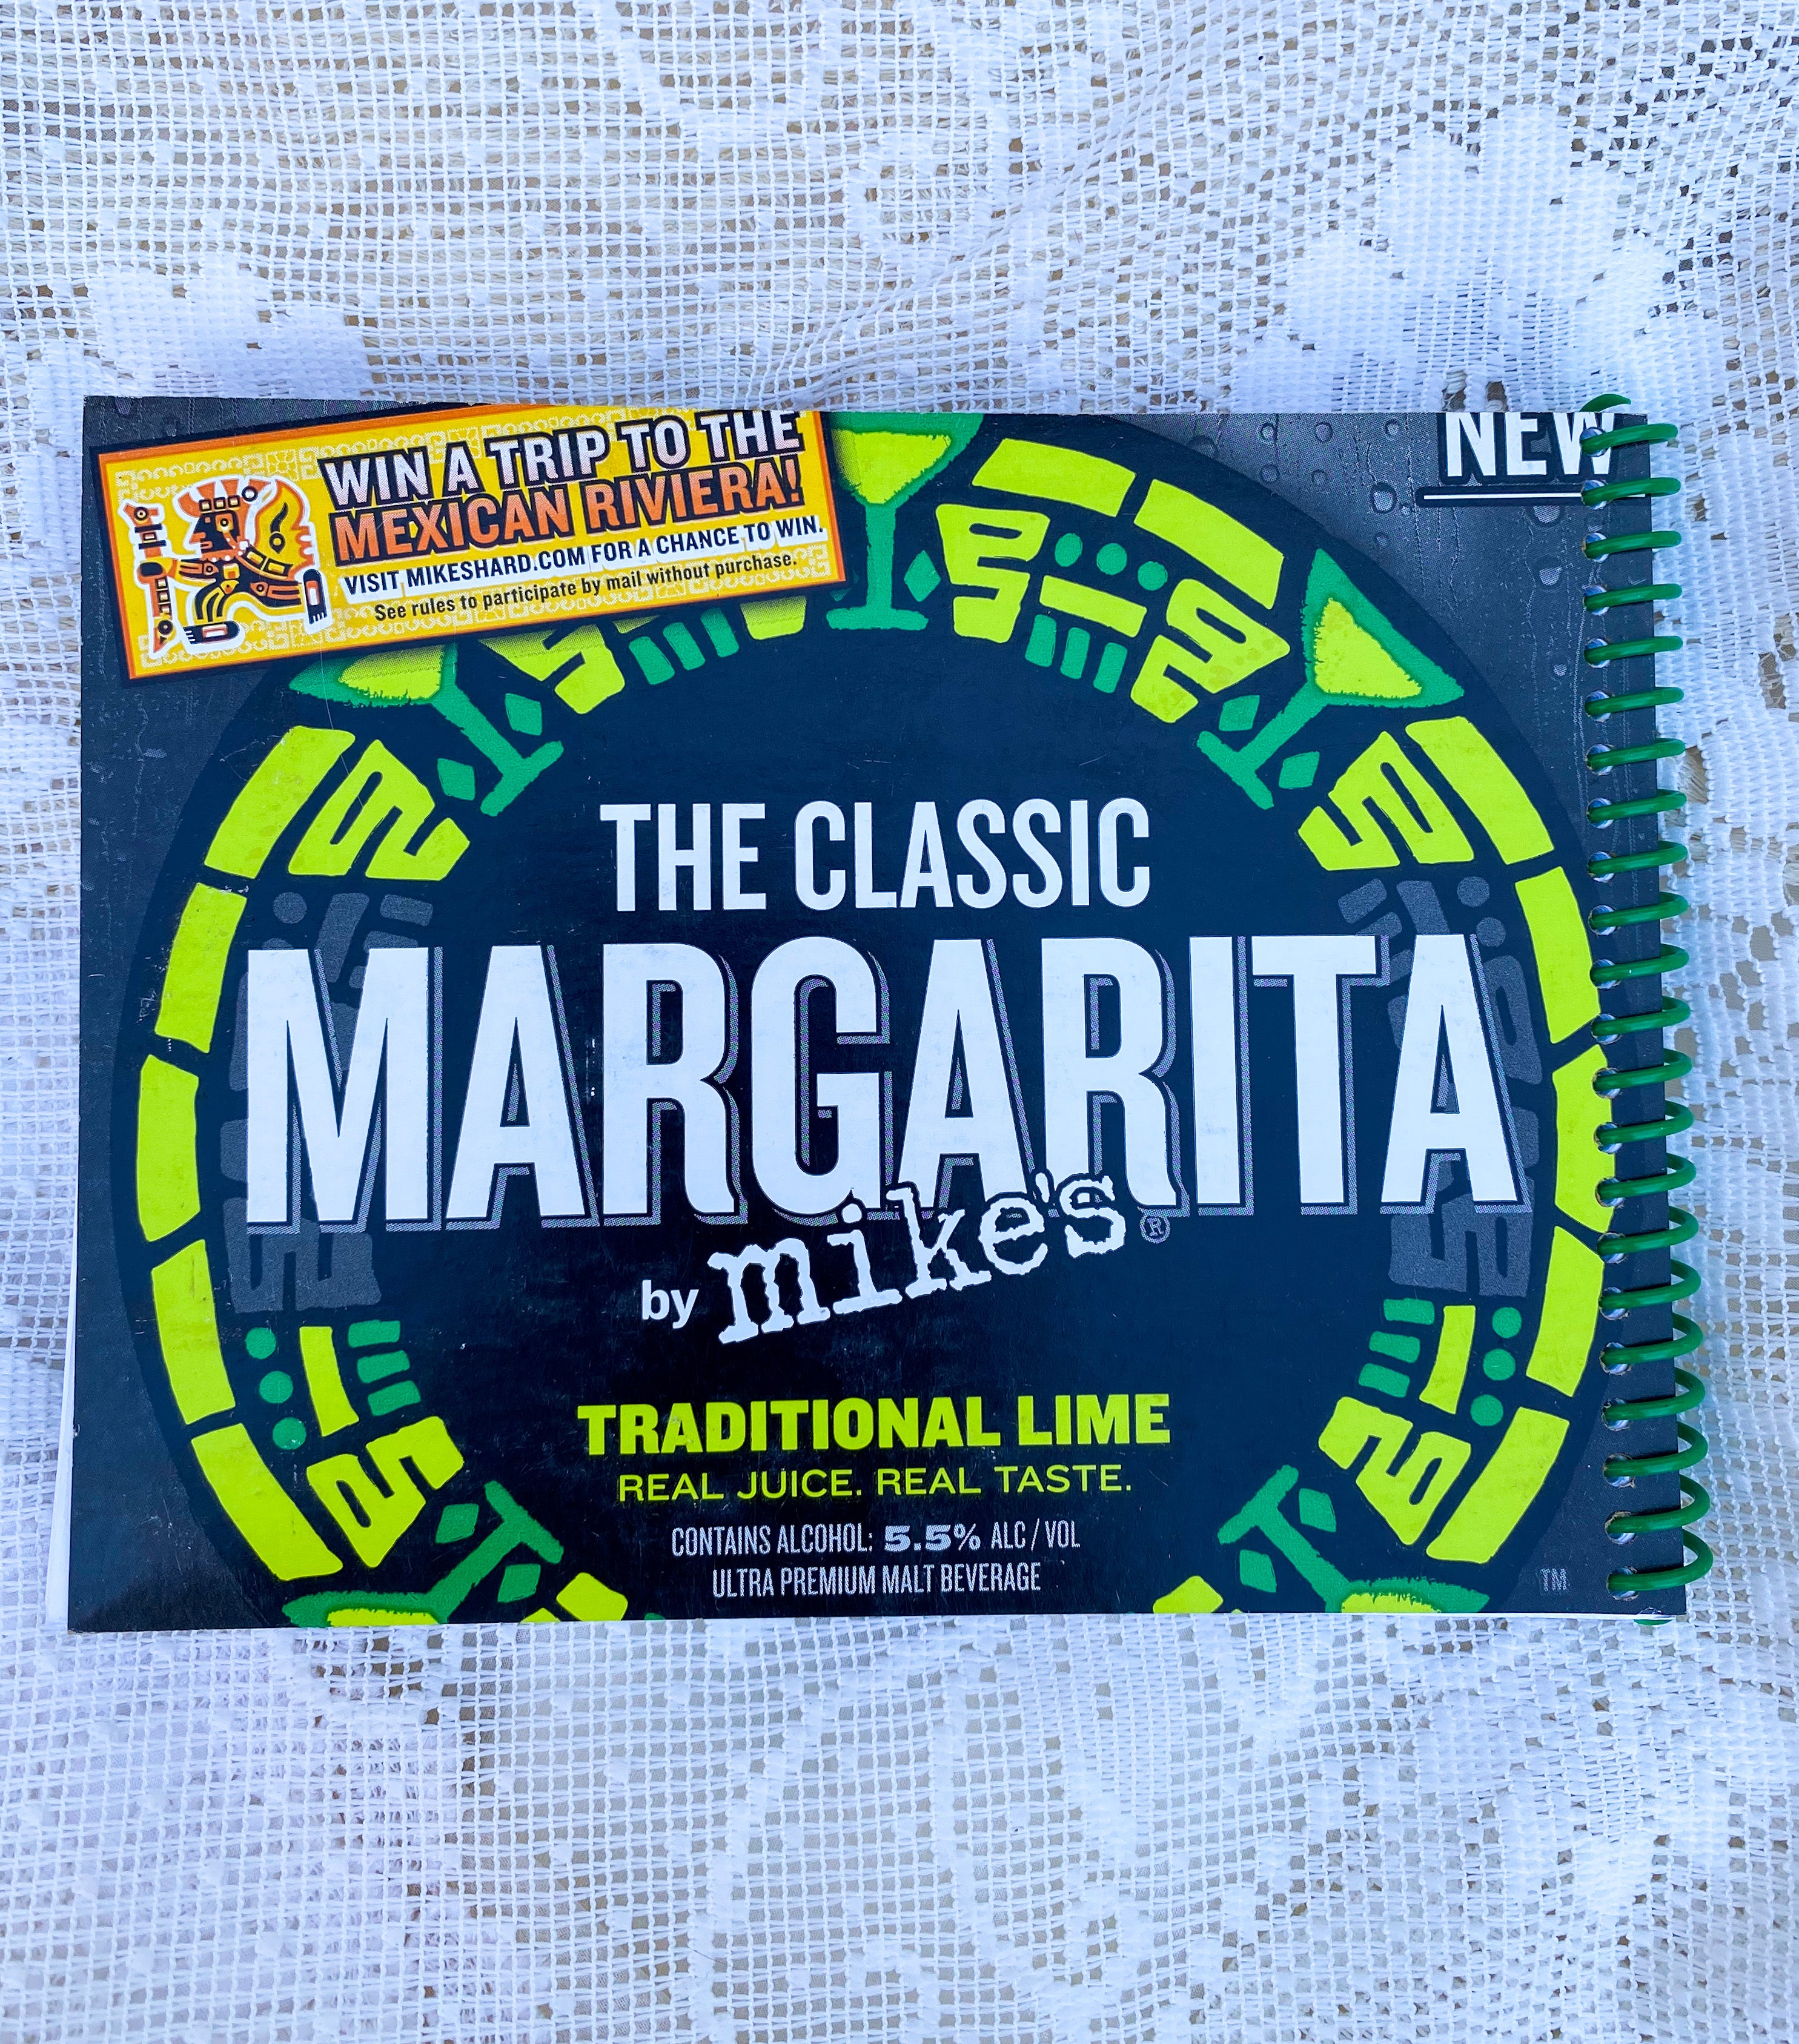 WIN A TRIP TO THE
MEXICAN RIVIERA!
VISIT MIKESHARD.COM FOR A CHANCE TO WIN.
See rules to participate by mail without purchase.
NEW
THE CLASSIC
MARGARITA
by mike's®
TRADITIONAL LIME
REAL JUICE. REAL TASTE.
CONTAINS ALCOHOL: 5.5% ALC/VOL
ULTRA PREMIUM MALT BEVERAGE
TM